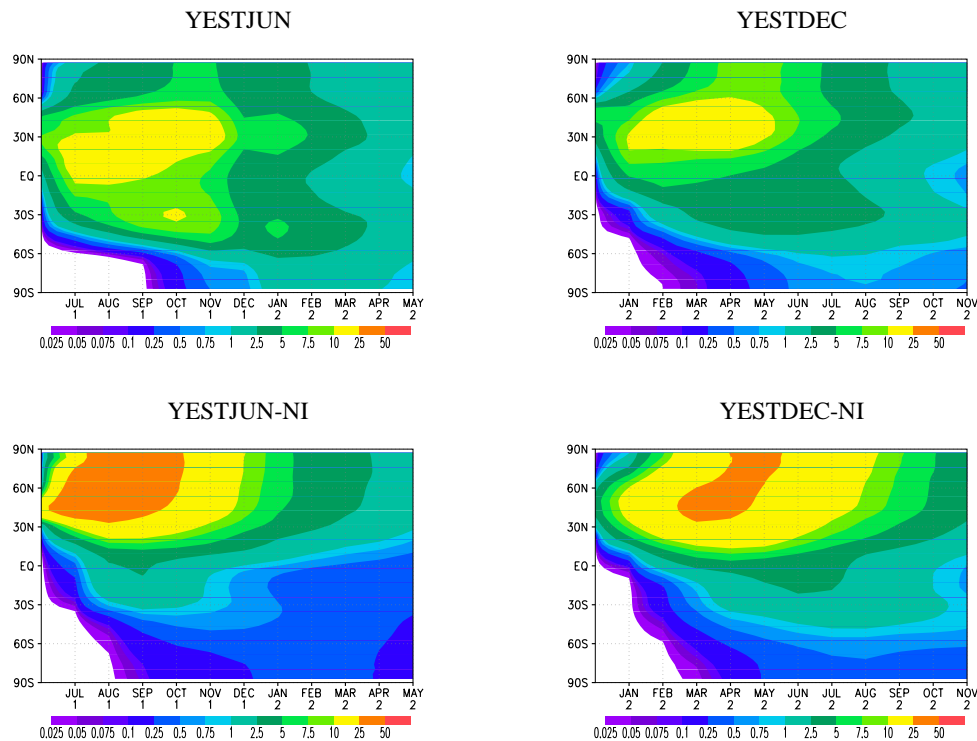 YESTJUN
YESTDEC
90N
60N
30N
EQ
30S
60S
90S
JUL AUG SEP OCT NOV DEC JAN FEB MAR APR MAY
1 1 1 1 1 1 2 2 2 2 2
0.025 0.05 0.075 0.1 0.25 0.5 0.75 1 2.5 5 7.5 10 25 50
90N
60N
30N
EQ
30S
60S
90S
JAN FEB MAR APR MAY JUN JUL AUG SEP OCT NOV
2 2 2 2 2 2 2 2 2 2 2
0.025 0.05 0.075 0.1 0.25 0.5 0.75 1 2.5 5 7.5 10 25 50
YESTJUN-NI
YESTDEC-NI
90N
60N
30N
EQ
30S
60S
90S
JUL AUG SEP OCT NOV DEC JAN FEB MAR APR MAY
1 1 1 1 1 1 2 2 2 2 2
0.025 0.05 0.075 0.1 0.25 0.5 0.75 1 2.5 5 7.5 10 25 50
90N
60N
30N
EQ
30S
60S
90S
JAN FEB MAR APR MAY JUN JUL AUG SEP OCT NOV
2 2 2 2 2 2 2 2 2 2 2
0.025 0.05 0.075 0.1 0.25 0.5 0.75 1 2.5 5 7.5 10 25 50